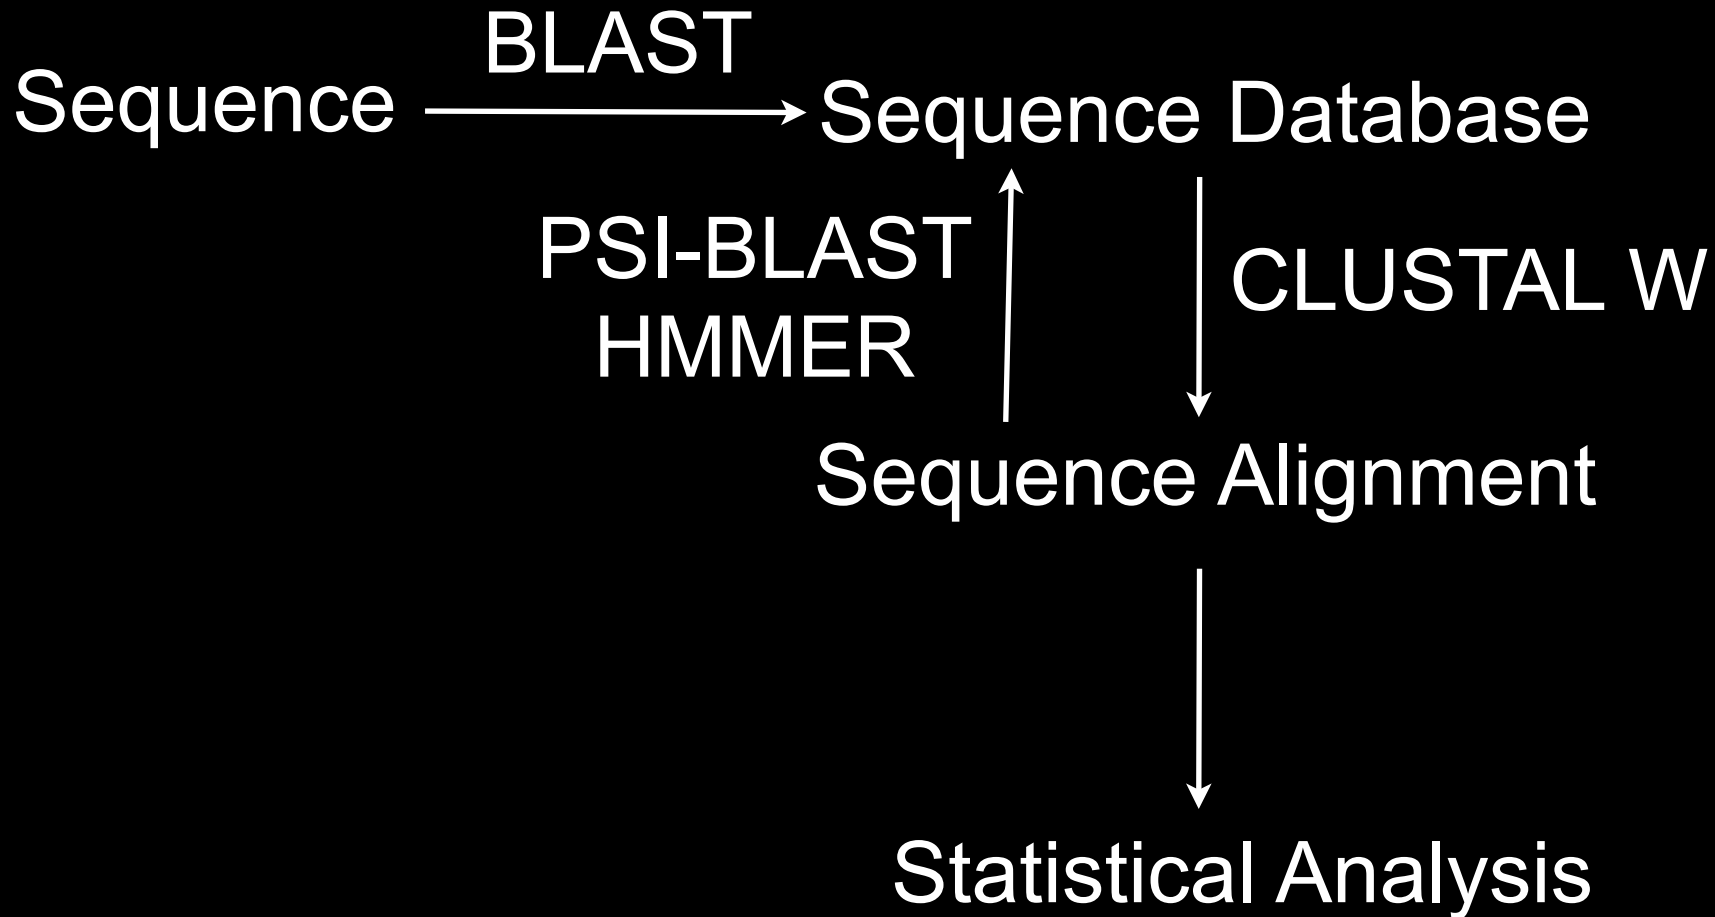 BLAST
Sequence
Sequence Database
PSI-BLAST
HMMER
CLUSTAL W
Sequence Alignment
Statistical Analysis